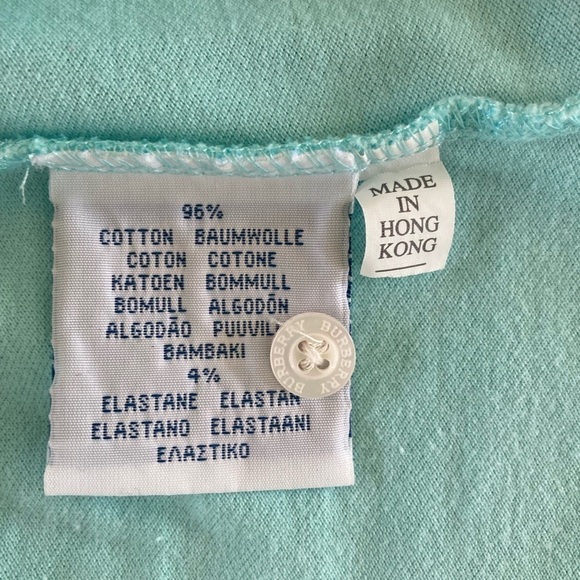 96%
COTTON BAUMWOLLE
COTON COTONE
KATOEN BOMMULL
BOMULL ALGODÓN
ALGODÃO PUUVIL
BAMBAKI
4%
ELASTANE ELASTAN
ELASTANO ELASTAANI
ΕΛΑΣΤΙΚΟ
BURBERRY BURBERRY
MADE
IN
HONG
KONG